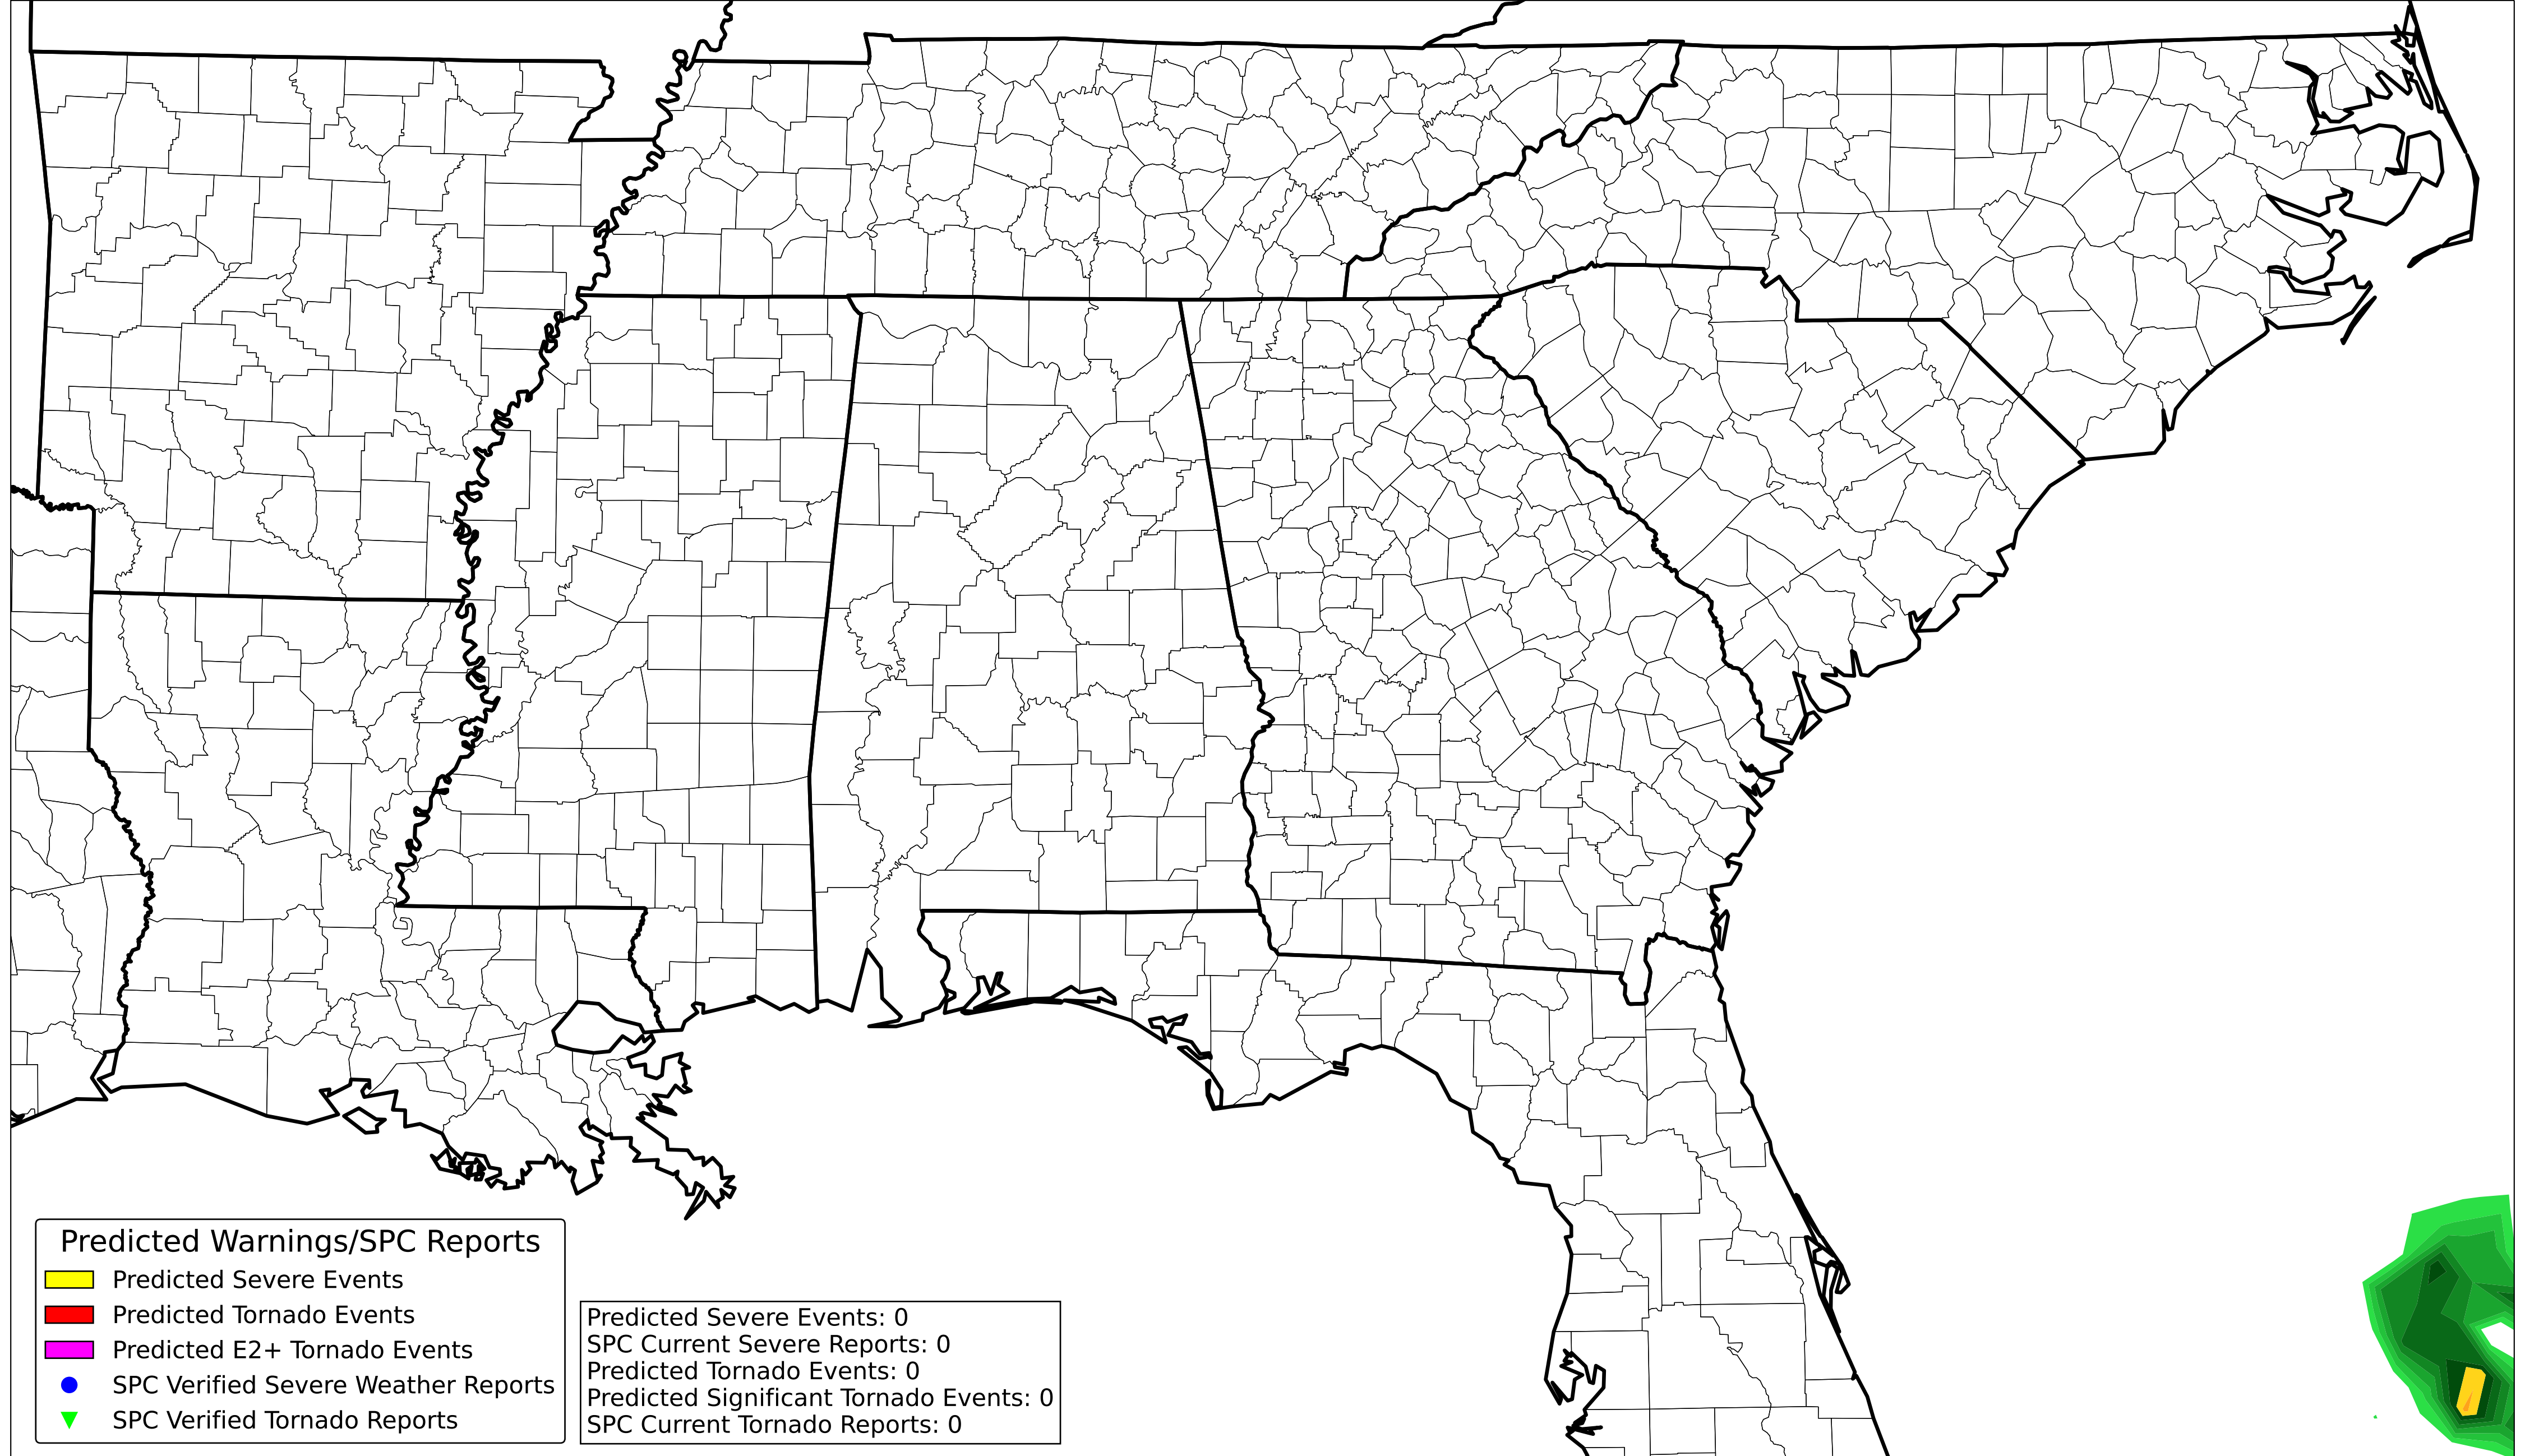 Predicted Warnings/SPC Reports
Predicted Severe Events
Predicted Tornado Events
Predicted E2+ Tornado Events
SPC Verified Severe Weather Reports
SPC Verified Tornado Reports
Predicted Severe Events: 0
SPC Current Severe Reports: 0
Predicted Tornado Events: 0
Predicted Significant Tornado Events: 0
SPC Current Tornado Reports: 0